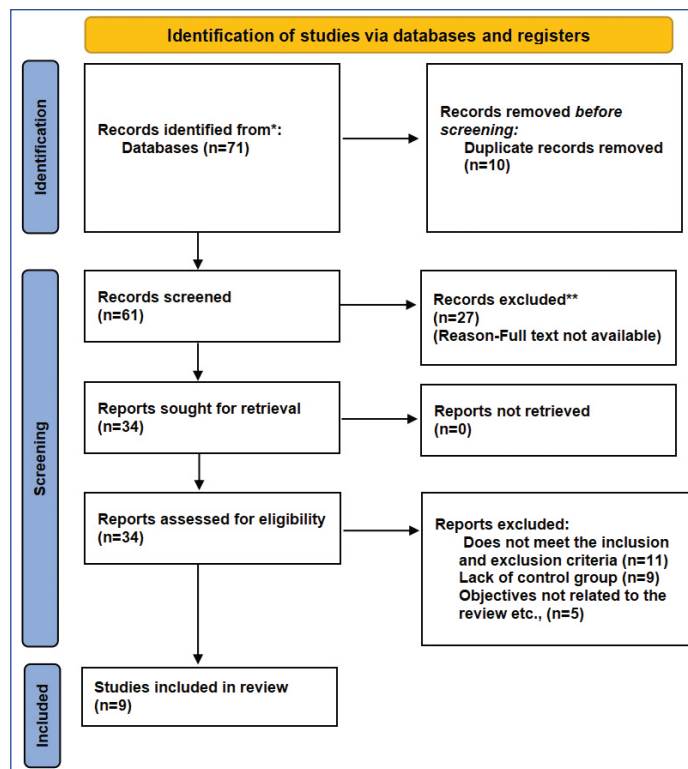 Identification of studies via databases and registers
Identification
Records identified from*:
Databases (n=71)
Records removed before
screening:
Duplicate records removed
(n=10)
Screening
Records screened
(n=61)
Records excluded**
(n=27)
(Reason-Full text not available)
Reports sought for retrieval
(n=34)
Reports not retrieved
(n=0)
Reports assessed for eligibility
(n=34)
Reports excluded:
Does not meet the inclusion
and exclusion criteria (n=11)
Lack of control group (n=9)
Objectives not related to the
review etc., (n=5)
Included
Studies included in review
(n=9)